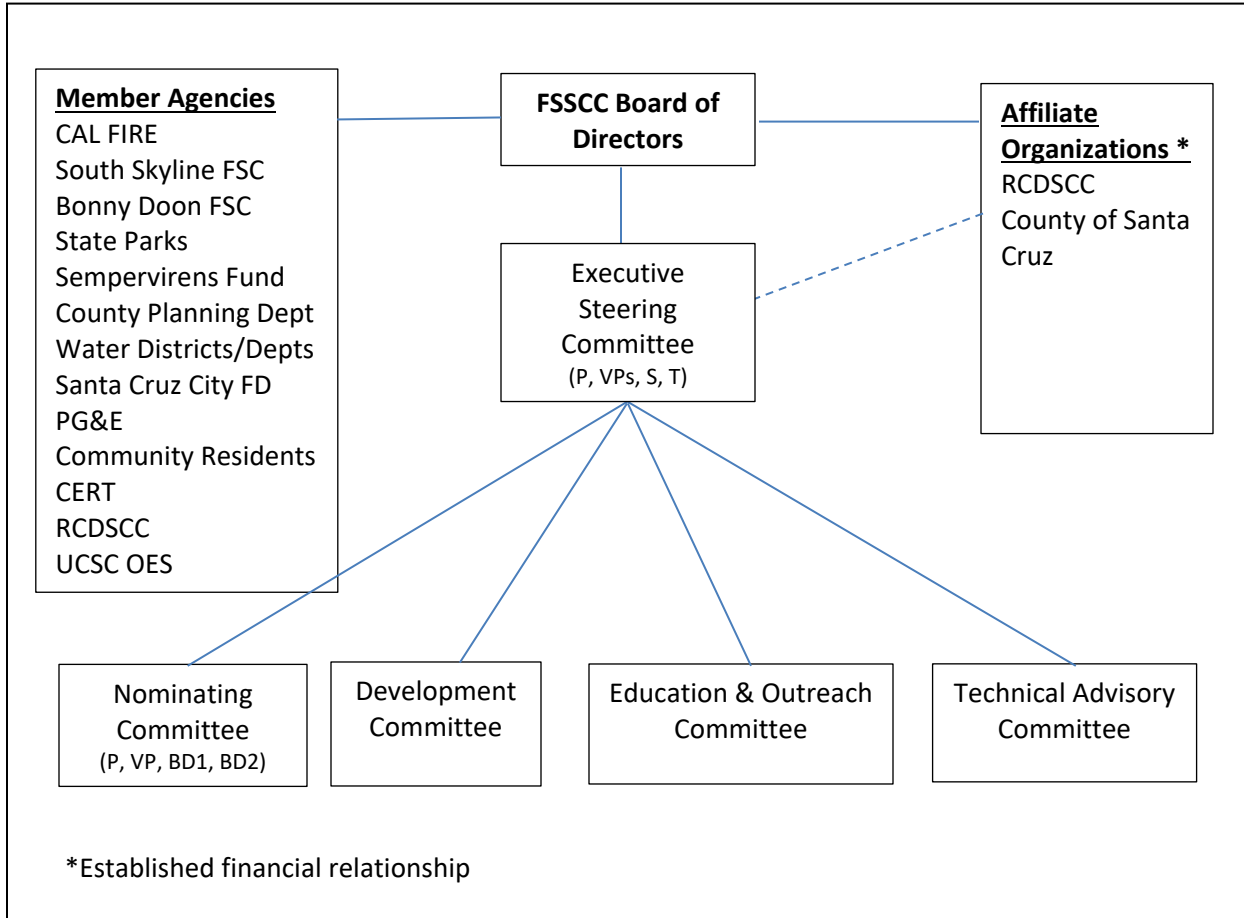 Member Agencies
CAL FIRE
South Skyline FSC
Bonny Doon FSC
State Parks
Sempervirens Fund
County Planning Dept
Water Districts/Depts
Santa Cruz City FD
PG&E
Community Residents
CERT
RCDSCC
UCSC OES
FSSCC Board of
Directors
Affiliate
Organizations *
RCDSCC
County of Santa
Cruz
Executive
Steering
Committee
(P, VPs, S, T)
Nominating
Committee
(P, VP, BD1, BD2)
Development
Committee
Education & Outreach
Committee
Technical Advisory
Committee
*Established financial relationship